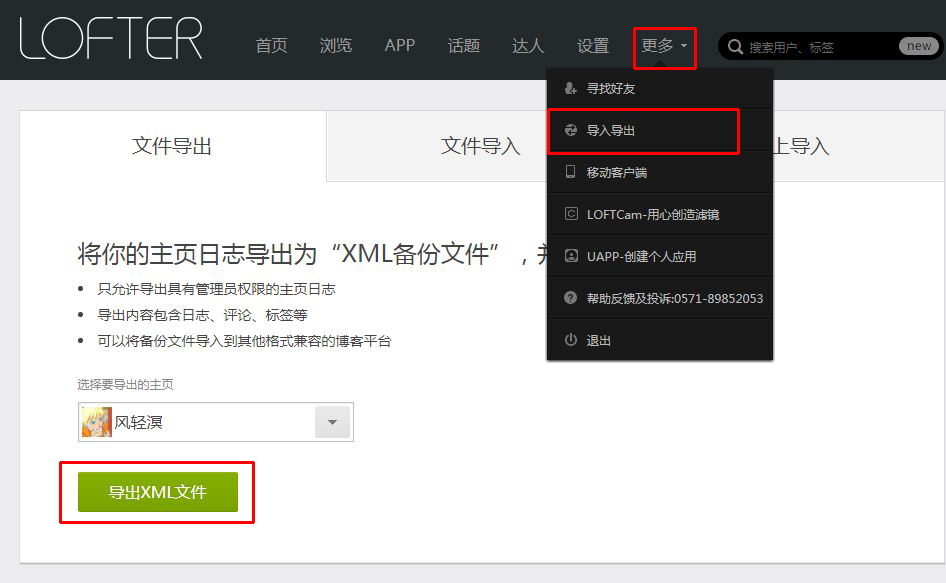 LOFTER
首页 浏览 APP 话题 达人 设置 更多 搜索用户、标签 new
寻找好友
导入导出
移动客户端
LOFTCam-用心创造滤镜
UAPP-创建个人应用
帮助反馈及投诉:0571-89852053
退出
文件导出 文件导入 上导入
将你的主页日志导出为“XML备份文件”，并
只允许导出具有管理员权限的主页日志
导出内容包含日志、评论、标签等
可以将备份文件导入到其他格式兼容的博客平台
选择要导出的主页
风轻溟
导出XML文件